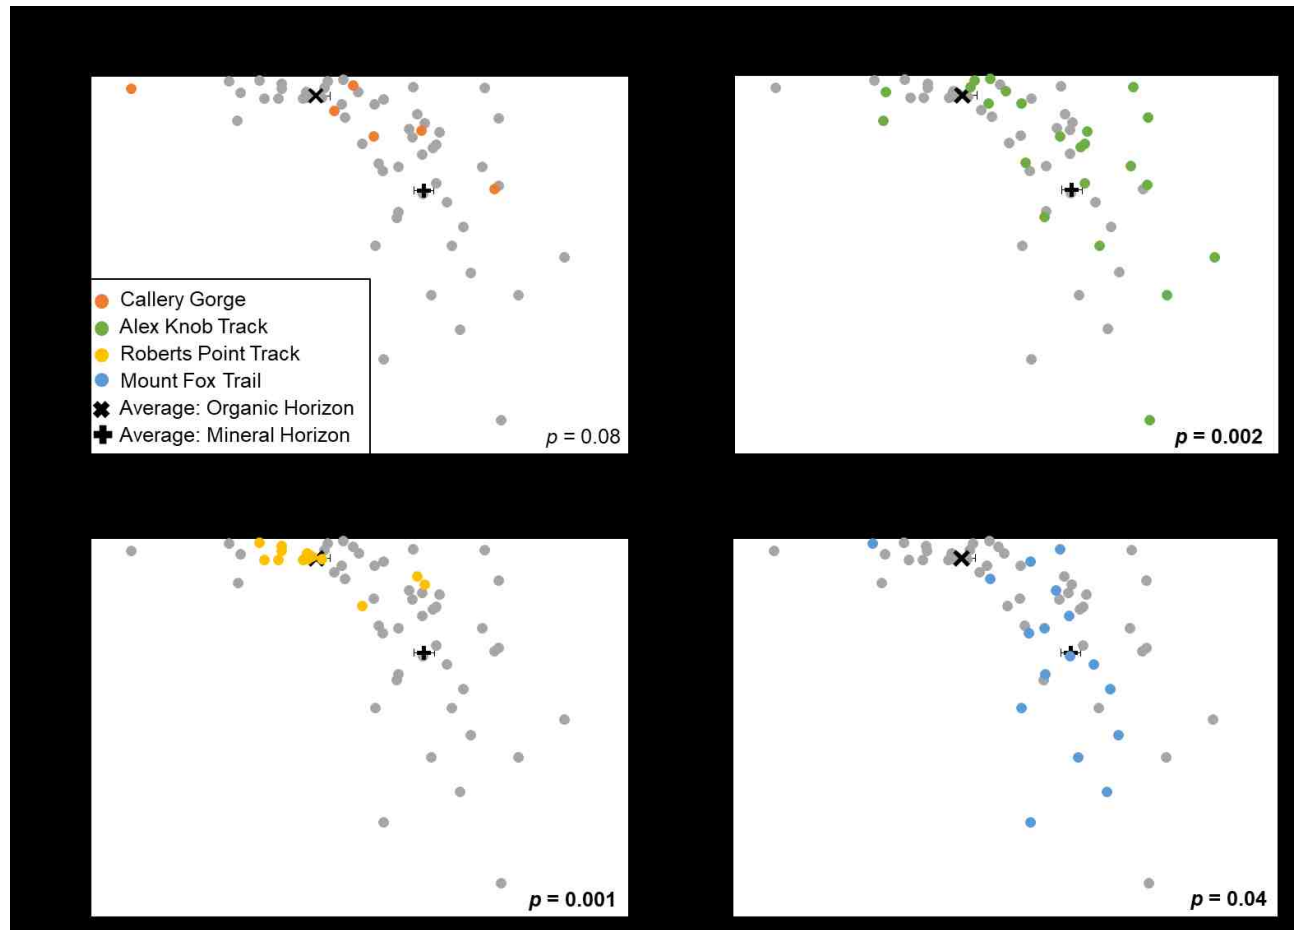 Callery Gorge
Alex Knob Track
Roberts Point Track
Mount Fox Trail
Average: Organic Horizon
Average: Mineral Horizon
p = 0.08
p = 0.002
p = 0.001
p = 0.04